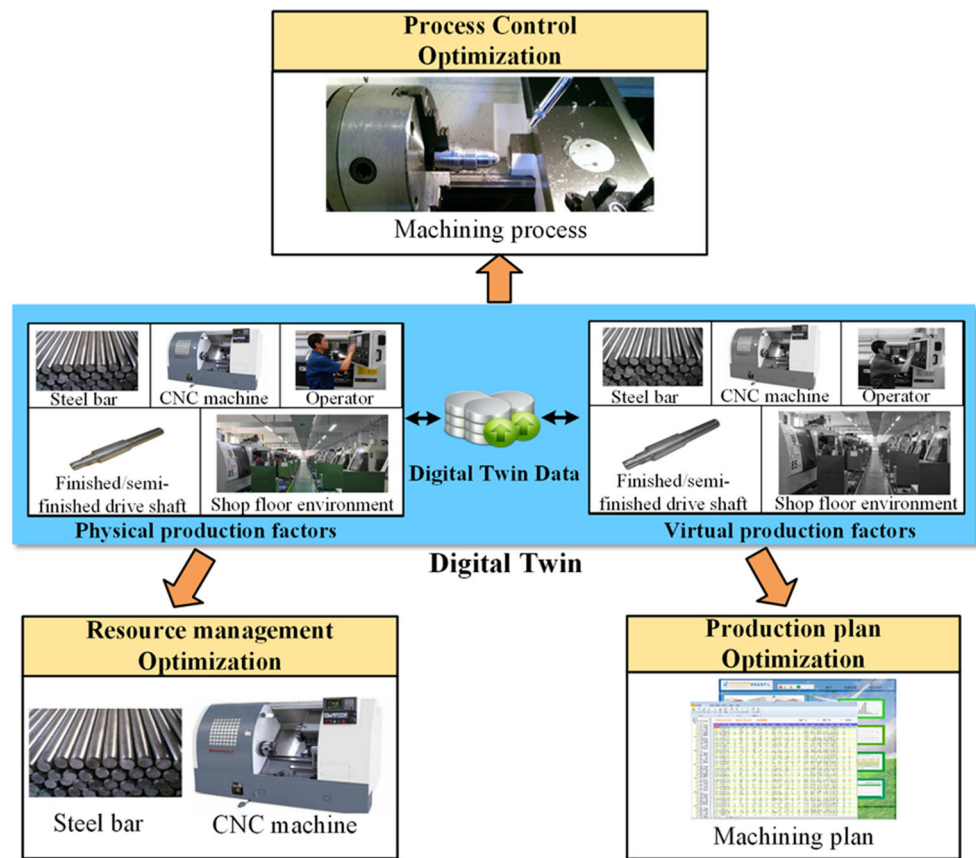 Process Control
Optimization
Machining process
Steel bar
CNC machine
Operator
Finished/semi-
finished drive shaft
Shop floor environment
Physical production factors
Digital Twin Data
Steel bar
CNC machine
Operator
Finished/semi-
finished drive shaft
Shop floor environment
Virtual production factors
Digital Twin
Resource management
Optimization
Steel bar
CNC machine
Production plan
Optimization
Machining plan